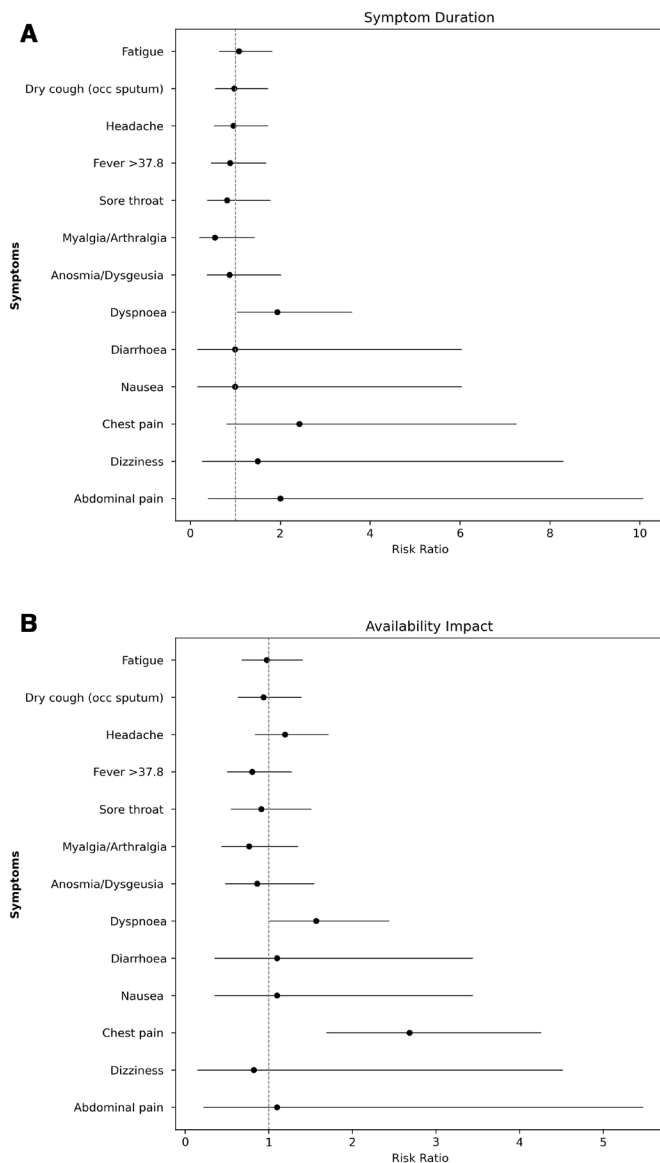 A
Symptom Duration
Fatigue
Dry cough (occ sputum)
Headache
Fever >37.8
Sore throat
Myalgia/Arthralgia
Anosmia/Dysgeusia
Dyspnoea
Diarrhoea
Nausea
Chest pain
Dizziness
Abdominal pain
Symptoms
0 2 4 6 8 10
Risk Ratio
B
Availability Impact
Fatigue
Dry cough (occ sputum)
Headache
Fever >37.8
Sore throat
Myalgia/Arthralgia
Anosmia/Dysgeusia
Dyspnoea
Diarrhoea
Nausea
Chest pain
Dizziness
Abdominal pain
Symptoms
0 1 2 3 4 5
Risk Ratio